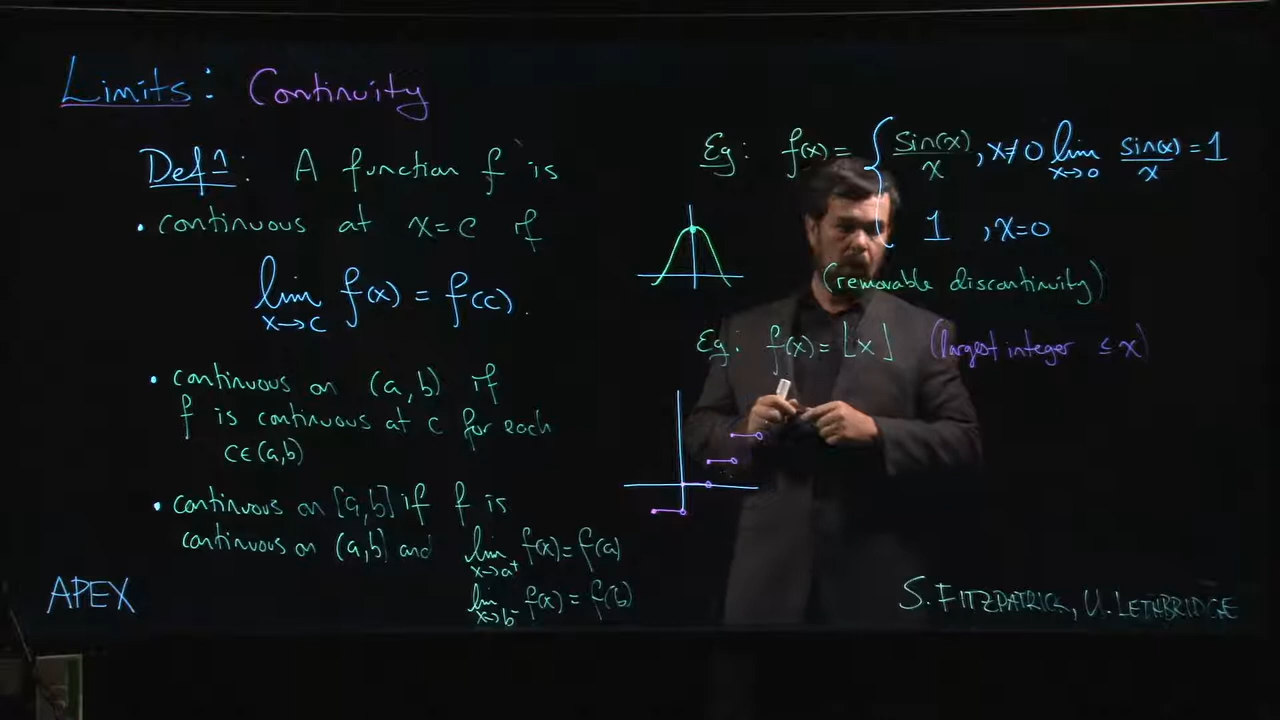 Limits: Continuity
Defⁿ: A function f is
• continuous at x=c if
lim x→c f(x) = f(c).
• continuous on (a,b) if
f is continuous at c for each
c∈(a,b)
• continuous on [a,b] if f is
continuous on (a,b) and lim x→a⁺ f(x)=f(a)
lim x→b⁻ f(x)=f(b)
APEX
Eg: f(x)= { sin(x)/x, x≠0 lim x→0 sin(x)/x = 1
1, x=0
(removable discontinuity)
Eg: f(x)= ⌊x⌋ (largest integer ≤ x)
S. FITZPATRICK, U. LETHBRIDGE